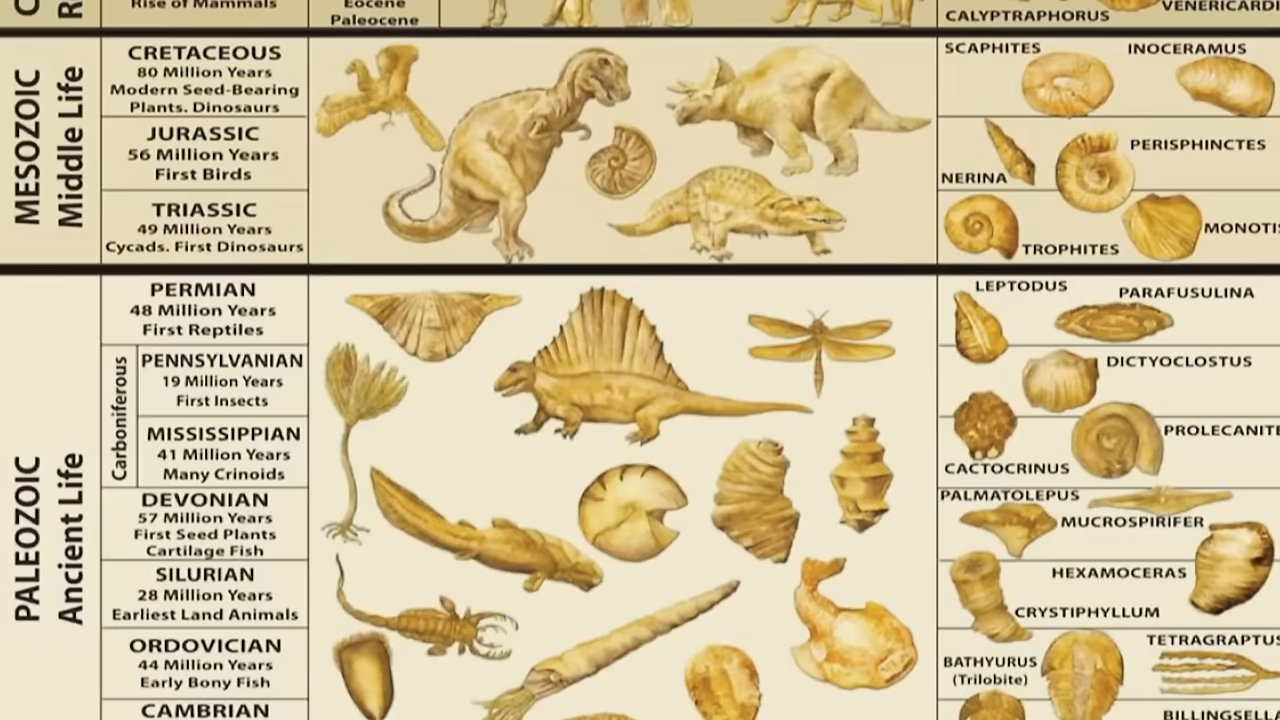 Rise of Mammals
Eocene
Paleocene
CALYPTRAPHORUS
MESOZOIC
Middle Life
CRETACEOUS
80 Million Years
Modern Seed-Bearing
Plants. Dinosaurs
SCAPHITES
INOCERAMUS
JURASSIC
56 Million Years
First Birds
NERINA
PERISPHINCTES
TRIASSIC
49 Million Years
Cycads. First Dinosaurs
TROPHITES
PALEOZOIC
Ancient Life
PERMIAN
48 Million Years
First Reptiles
LEPTODUS
PARAFUSULINA
Carboniferous
PENNSYLVANIAN
19 Million Years
First Insects
DICTYOCLOSTUS
MISSISSIPPIAN
41 Million Years
Many Crinoids
CACTOCRINUS
PROLECANITE
DEVONIAN
57 Million Years
First Seed Plants
Cartilage Fish
PALMATOLEPUS
MUCROSPIRIFER
SILURIAN
28 Million Years
Earliest Land Animals
HEXAMOCERAS
CRYSTIPHYLLUM
ORDOVICIAN
44 Million Years
Early Bony Fish
BATHYURUS
(Trilobite)
TETRAGRAPTUS
CAMBRIAN